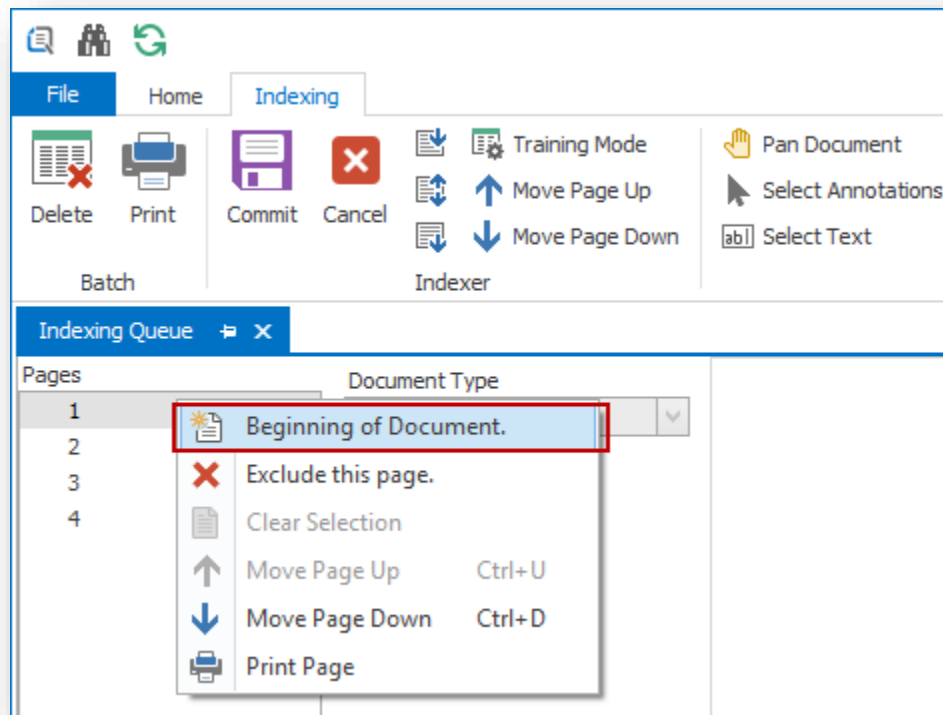 File Home Indexing
Training Mode Pan Document
Move Page Up Select Annotations
Delete Print Commit Cancel
Move Page Down ab Select Text
Batch Indexer
Indexing Queue
Pages
Document Type
1
Beginning of Document.
2
Exclude this page.
3
4
Clear Selection
Move Page Up Ctrl+U
Move Page Down Ctrl+D
Print Page